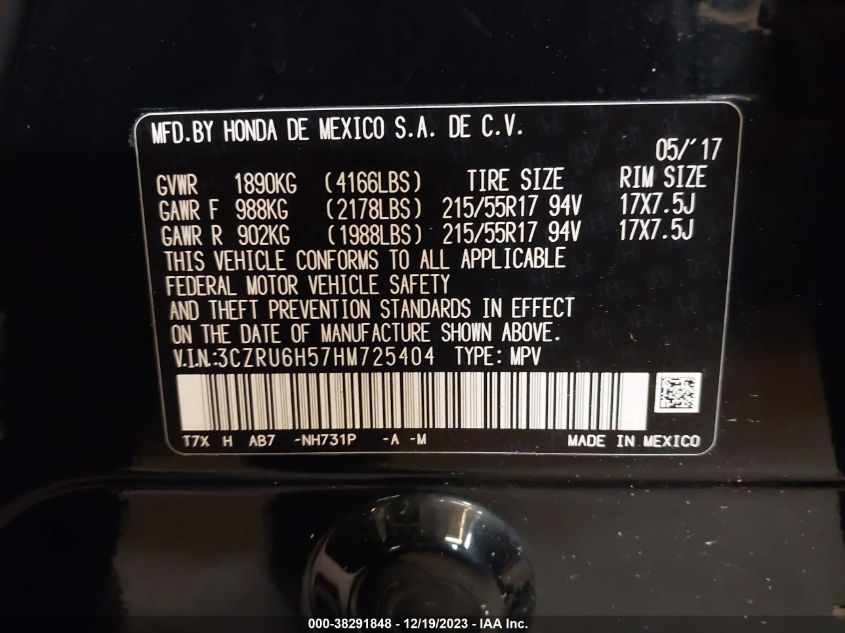 MFD.BY HONDA DE MEXICO S.A. DE C.V.
05/'17
GVWR 1890KG (4166LBS) TIRE SIZE RIM SIZE
GAWR F 988KG (2178LBS) 215/55R17 94V 17X7.5J
GAWR R 902KG (1988LBS) 215/55R17 94V 17X7.5J
THIS VEHICLE CONFORMS TO ALL APPLICABLE
FEDERAL MOTOR VEHICLE SAFETY
AND THEFT PREVENTION STANDARDS IN EFFECT
ON THE DATE OF MANUFACTURE SHOWN ABOVE.
V.I.N.:3CZRU6H57HM725404 TYPE: MPV
T7X H AB7 -NH731P -A -M MADE IN MEXICO
000-38291848 - 12/19/2023 - IAA Inc.